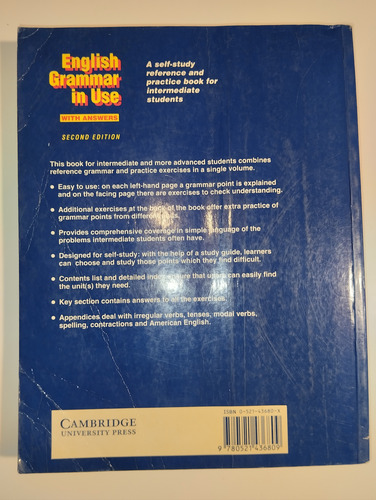 English
Grammar
in Use
WITH ANSWERS
SECOND EDITION
A self-study
reference and
practice book for
intermediate
students
This book for intermediate and more advanced students combines
reference grammar and practice exercises in a single volume.
• Easy to use: on each left-hand page a grammar point is explained
and on the facing page there are exercises to check understanding.
• Additional exercises at the back of the book offer extra practice of
grammar points from different units.
• Provides comprehensive coverage in simple language of the
problems intermediate students often have.
• Designed for self-study: with the help of a study guide, learners
can choose and study those points which they find difficult.
• Contents list and detailed index ensure that users can easily find
the unit(s) they need.
• Key section contains answers to all the exercises.
• Appendices deal with irregular verbs, tenses, modal verbs,
spelling, contractions and American English.
CAMBRIDGE
UNIVERSITY PRESS
ISBN 0-521-43680-X
9 780521 436809